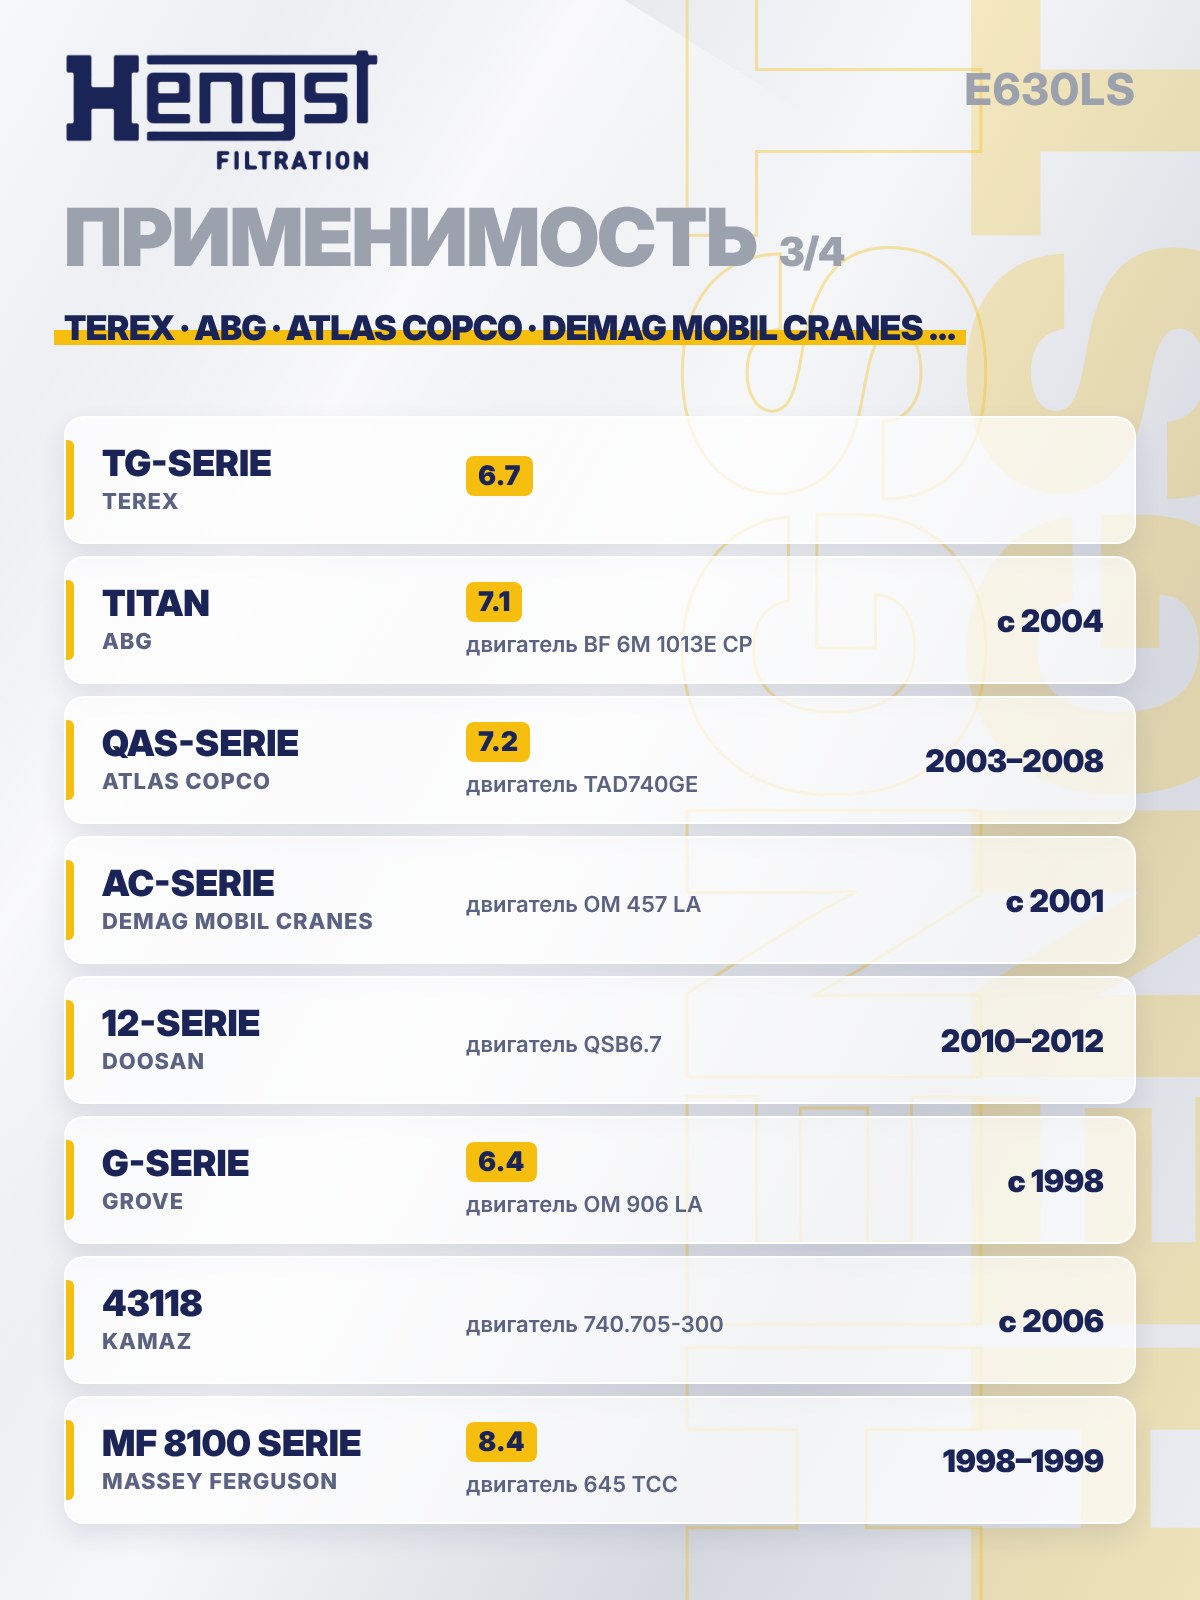 Hengst
FILTRATION
E630LS
ПРИМЕНИМОСТЬ 3/4
TEREX · ABG · ATLAS COPCO · DEMAG MOBIL CRANES ...
TG-SERIE
TEREX
6.7
TITAN
ABG
7.1
двигатель BF 6M 1013E CP
с 2004
QAS-SERIE
ATLAS COPCO
7.2
двигатель TAD740GE
2003–2008
AC-SERIE
DEMAG MOBIL CRANES
двигатель OM 457 LA
с 2001
12-SERIE
DOOSAN
двигатель QSB6.7
2010–2012
G-SERIE
GROVE
6.4
двигатель OM 906 LA
с 1998
43118
KAMAZ
двигатель 740.705-300
с 2006
MF 8100 SERIE
MASSEY FERGUSON
8.4
двигатель 645 TCC
1998–1999
HENGST
HENGST